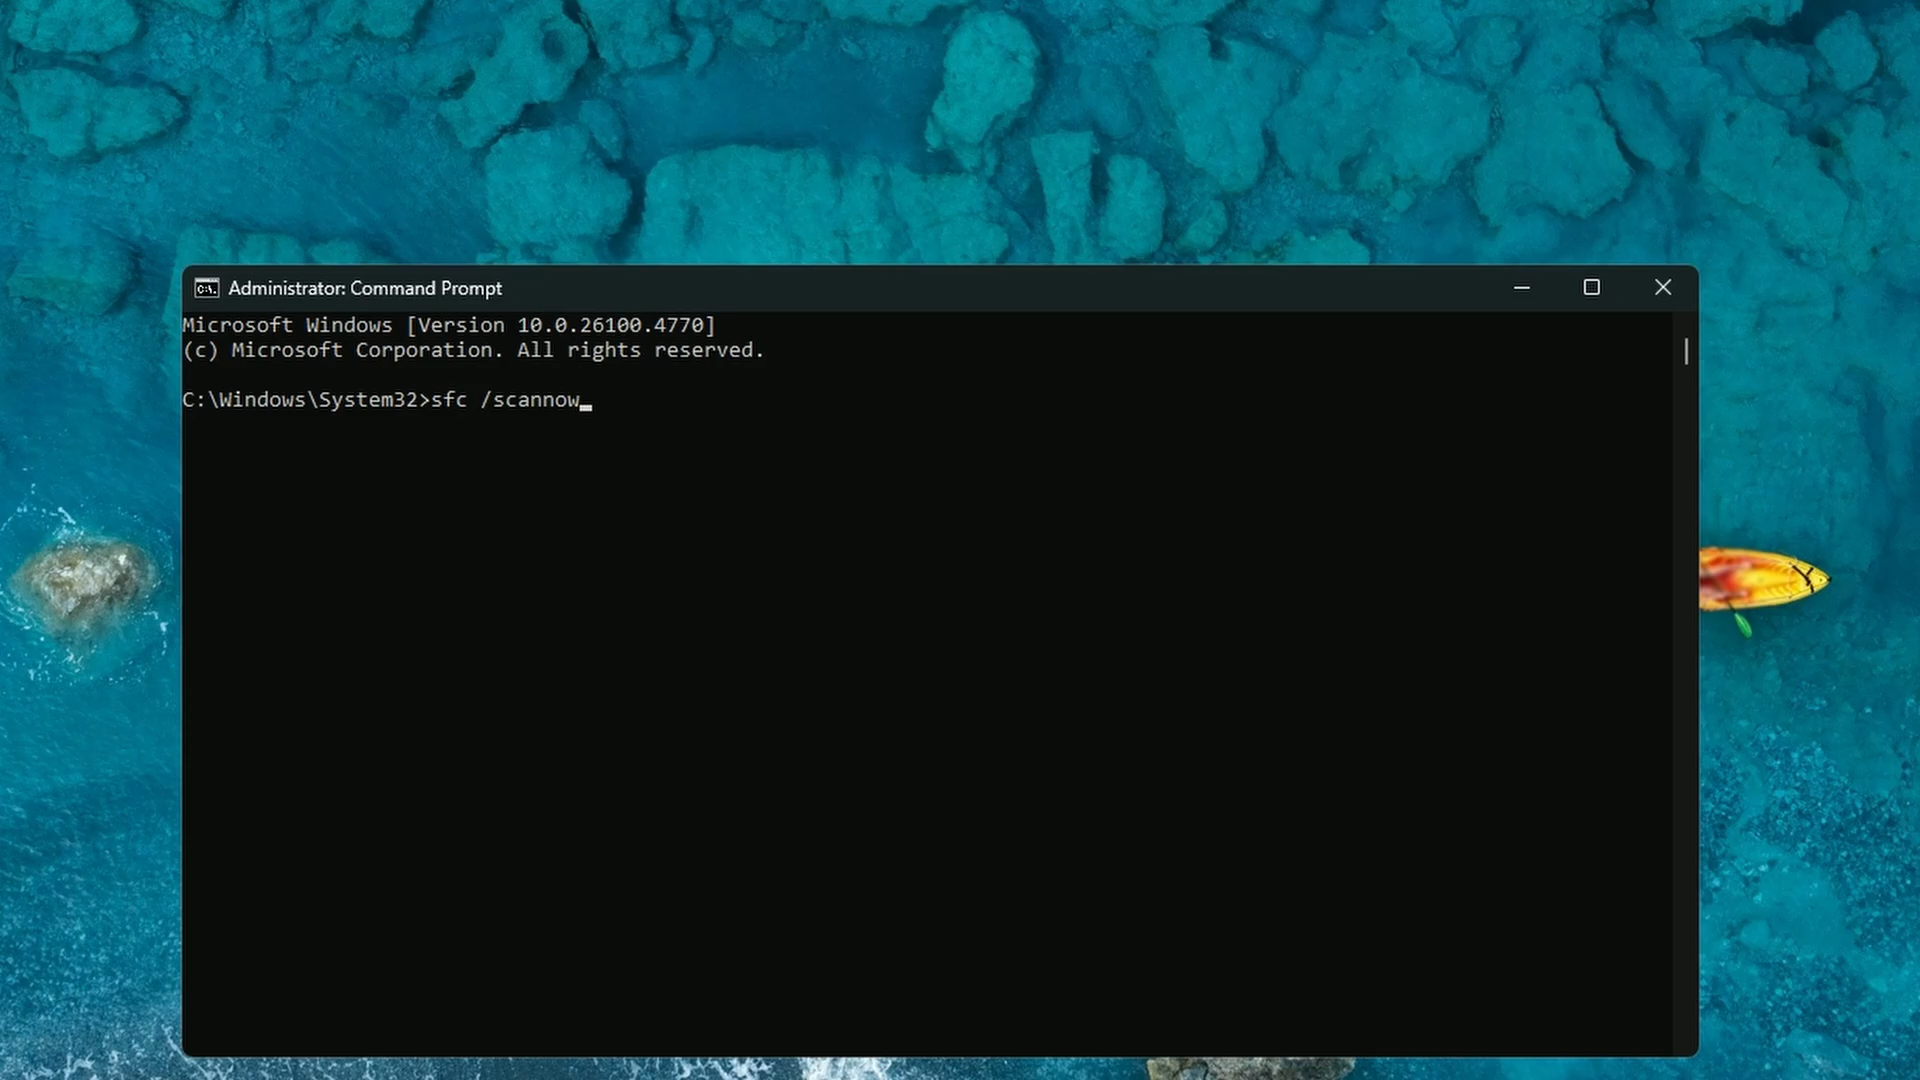 Administrator: Command Prompt
Microsoft Windows [Version 10.0.26100.4770]
(c) Microsoft Corporation. All rights reserved.
C:\Windows\System32>sfc /scannow